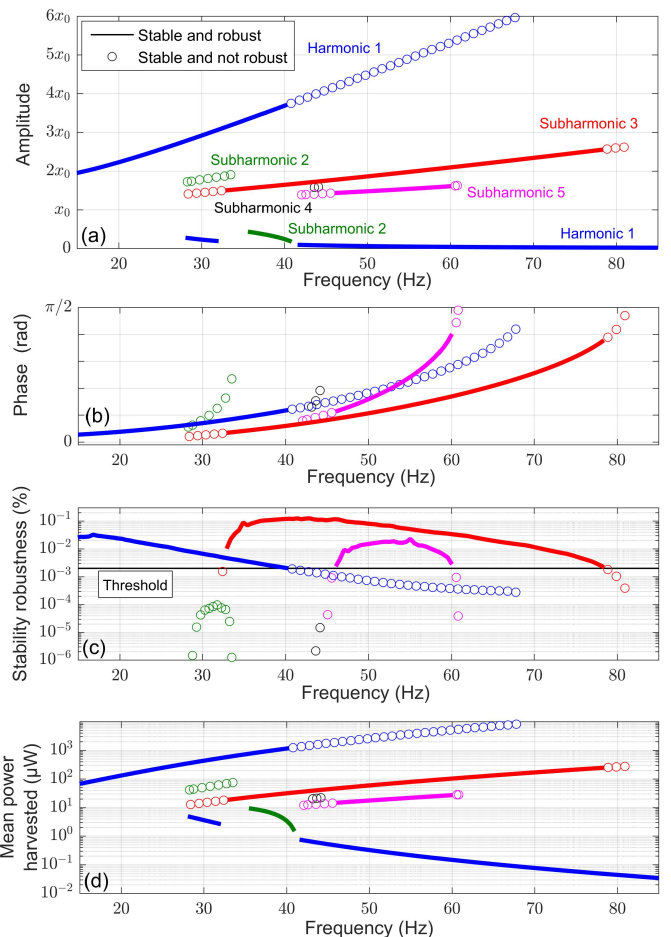 6x₀
5x₀
4x₀
3x₀
2x₀
x₀
0
Amplitude
Stable and robust
Stable and not robust
Harmonic 1
Subharmonic 3
Subharmonic 2
Subharmonic 5
Subharmonic 4
Subharmonic 2
Harmonic 1
(a)
20 30 40 50 60 70 80
Frequency (Hz)
π/2
0
Phase (rad)
(b)
20 30 40 50 60 70 80
Frequency (Hz)
10⁻¹
10⁻²
10⁻³
10⁻⁴
10⁻⁵
10⁻⁶
Stability robustness (%)
Threshold
(c)
20 30 40 50 60 70 80
Frequency (Hz)
10³
10²
10¹
10⁰
10⁻¹
10⁻²
Mean power
harvested (µW)
(d)
20 30 40 50 60 70 80
Frequency (Hz)